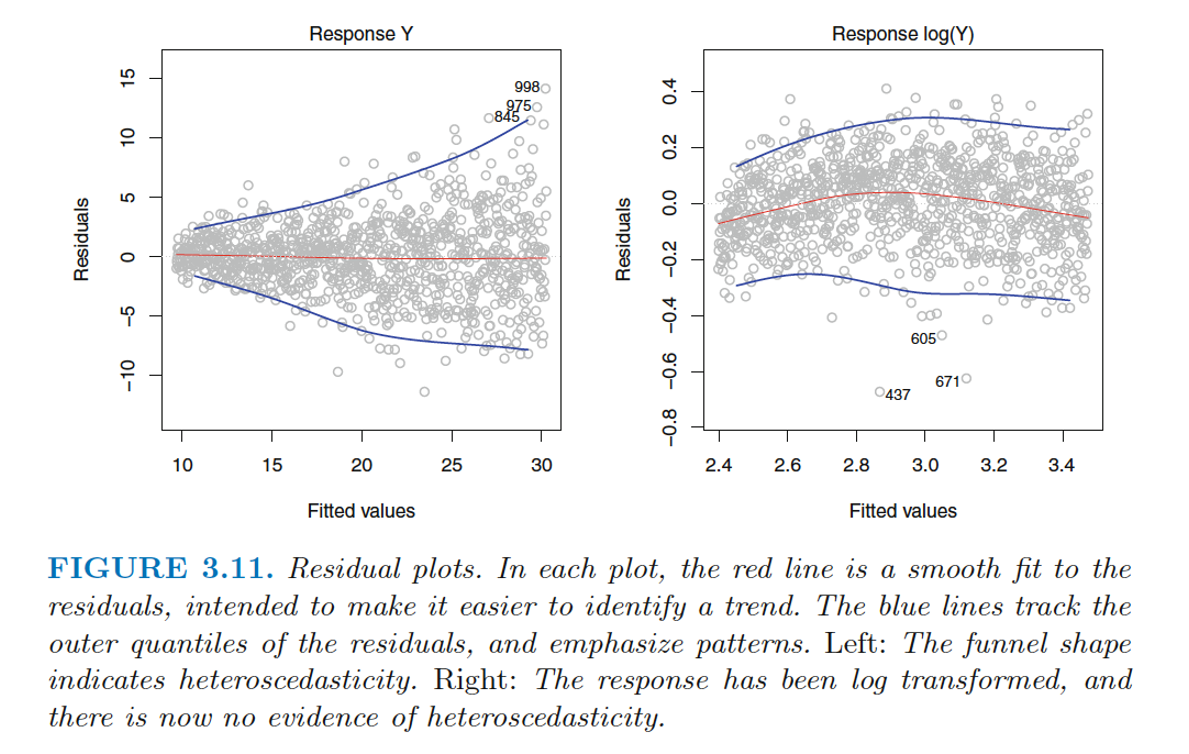 Response Y
Response log(Y)
Residuals
15
10
5
0
−5
−10
998
975
845
10
15
20
25
30
Fitted values
Residuals
0.4
0.2
0.0
−0.2
−0.4
−0.6
−0.8
605
671
437
2.4
2.6
2.8
3.0
3.2
3.4
Fitted values
FIGURE 3.11. Residual plots. In each plot, the red line is a smooth fit to the
residuals, intended to make it easier to identify a trend. The blue lines track the
outer quantiles of the residuals, and emphasize patterns. Left: The funnel shape
indicates heteroscedasticity. Right: The response has been log transformed, and
there is now no evidence of heteroscedasticity.